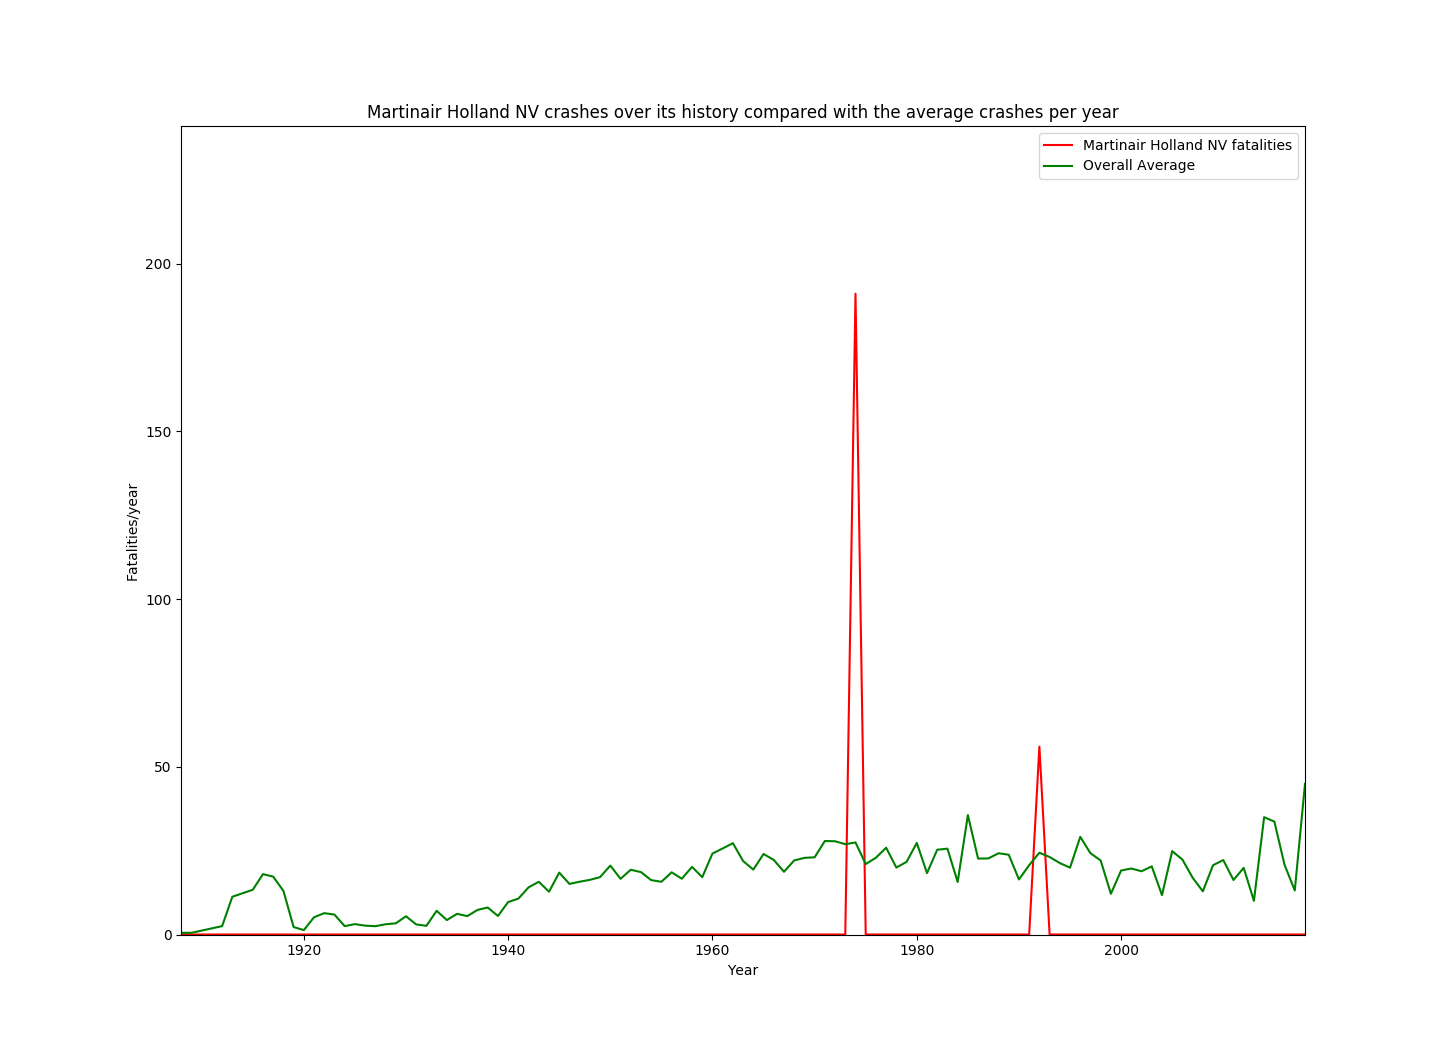 Martinair Holland NV crashes over its history compared with the average crashes per year
Martinair Holland NV fatalities
Overall Average
Fatalities/year
200
150
100
50
0
1920 1940 1960 1980 2000
Year